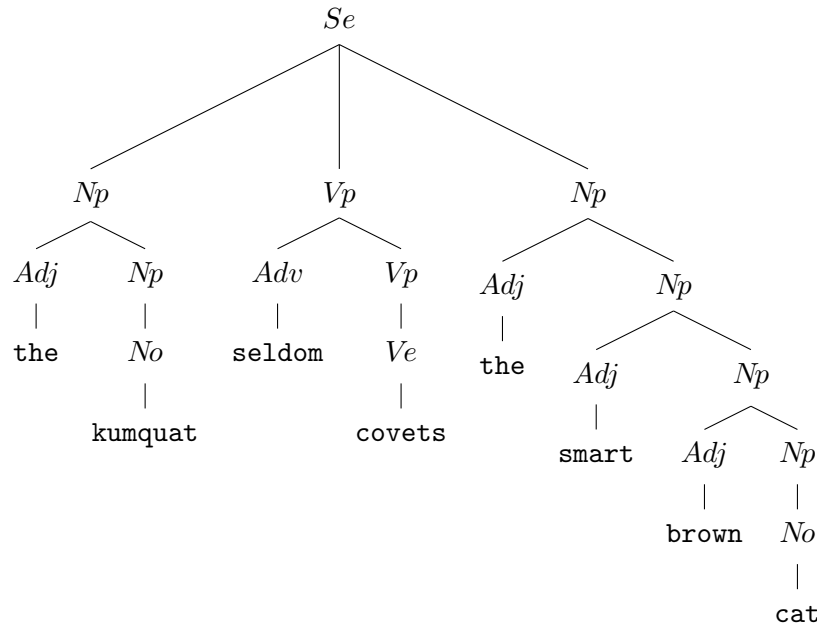 Se
Np Vp Np
Adj Np Adv Vp Adj Np
the No seldom Ve the Adj Np
kumquat covets smart Adj Np
brown No
cat